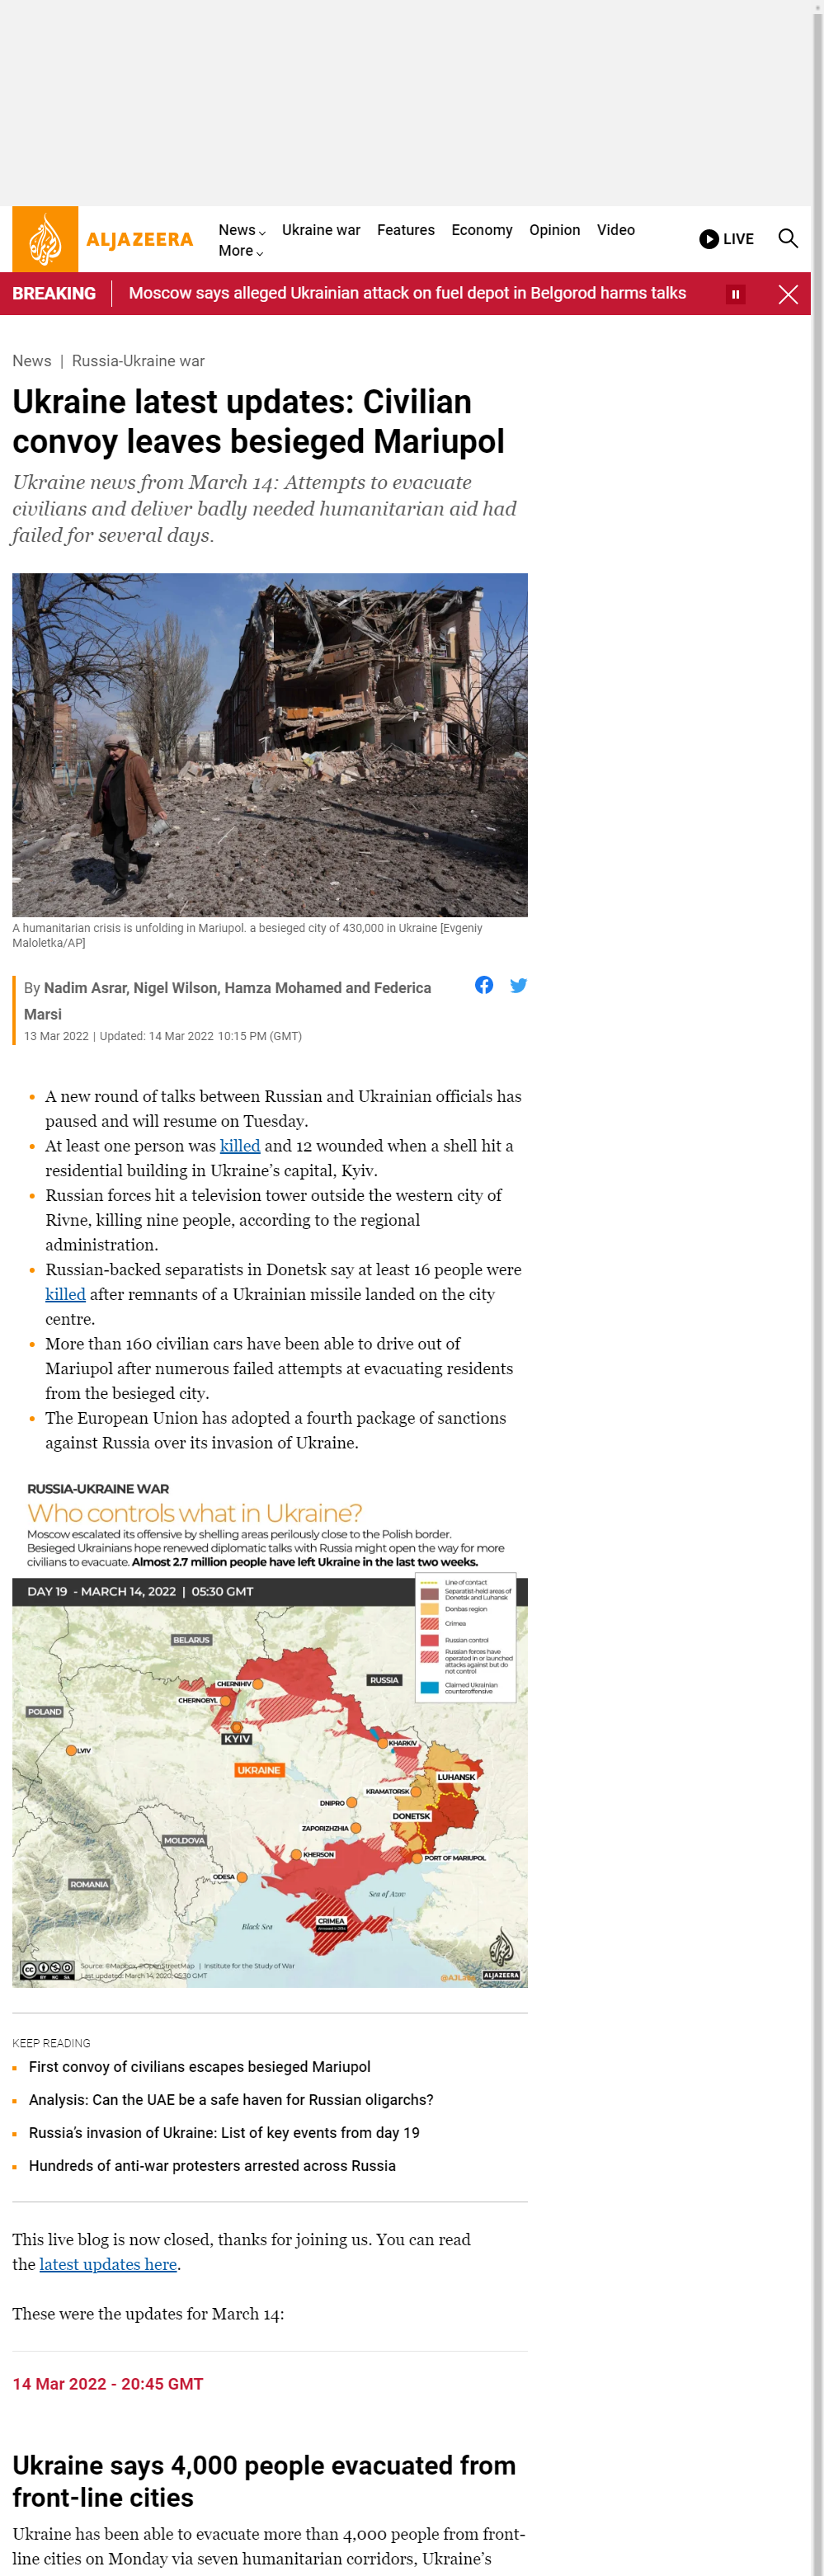 ALJAZEERA
News
Ukraine war
Features
Economy
Opinion
Video
More
LIVE
BREAKING
Moscow says alleged Ukrainian attack on fuel depot in Belgorod harms talks
News | Russia-Ukraine war
Ukraine latest updates: Civilian
convoy leaves besieged Mariupol
Ukraine news from March 14: Attempts to evacuate
civilians and deliver badly needed humanitarian aid had
failed for several days.
A humanitarian crisis is unfolding in Mariupol. a besieged city of 430,000 in Ukraine [Evgeniy
Maloletka/AP]
By Nadim Asrar, Nigel Wilson, Hamza Mohamed and Federica
Marsi
13 Mar 2022 | Updated: 14 Mar 2022 10:15 PM (GMT)
A new round of talks between Russian and Ukrainian officials has
paused and will resume on Tuesday.
At least one person was killed and 12 wounded when a shell hit a
residential building in Ukraine’s capital, Kyiv.
Russian forces hit a television tower outside the western city of
Rivne, killing nine people, according to the regional
administration.
Russian-backed separatists in Donetsk say at least 16 people were
killed after remnants of a Ukrainian missile landed on the city
centre.
More than 160 civilian cars have been able to drive out of
Mariupol after numerous failed attempts at evacuating residents
from the besieged city.
The European Union has adopted a fourth package of sanctions
against Russia over its invasion of Ukraine.
RUSSIA-UKRAINE WAR
Who controls what in Ukraine?
Moscow escalated its offensive by shelling areas perilously close to the Polish border.
Besieged Ukrainians hope renewed diplomatic talks with Russia might open the way for more
civilians to evacuate. Almost 2.7 million people have left Ukraine in the last two weeks.
DAY 19 - MARCH 14, 2022 | 05:30 GMT
Line of contact
Separatist-held areas of
Donetsk and Luhansk
Donbas region
Crimea
Russian control
Russian forces have
operated in or launched
attacks against but do
not control
Claimed Ukrainian
counteroffensive
BELARUS
RUSSIA
CHERNIHIV
CHERNOBYL
POLAND
KYIV
KHARKIV
LVIV
UKRAINE
LUHANSK
KRAMATORSK
DNIPRO
DONETSK
ZAPORIZHZHIA
MOLDOVA
KHERSON
PORT OF MARIUPOL
ODESA
ROMANIA
Sea of Azov
CRIMEA
Black Sea
Source: ©Mapbox, ©OpenStreetMap | Institute for the Study of War
Last updated: March 14, 2020, 05:30 GMT
ALJAZEERA
KEEP READING
First convoy of civilians escapes besieged Mariupol
Analysis: Can the UAE be a safe haven for Russian oligarchs?
Russia’s invasion of Ukraine: List of key events from day 19
Hundreds of anti-war protesters arrested across Russia
This live blog is now closed, thanks for joining us. You can read
the latest updates here.
These were the updates for March 14:
14 Mar 2022 - 20:45 GMT
Ukraine says 4,000 people evacuated from
front-line cities
Ukraine has been able to evacuate more than 4,000 people from front-
line cities on Monday via seven humanitarian corridors, Ukraine’s